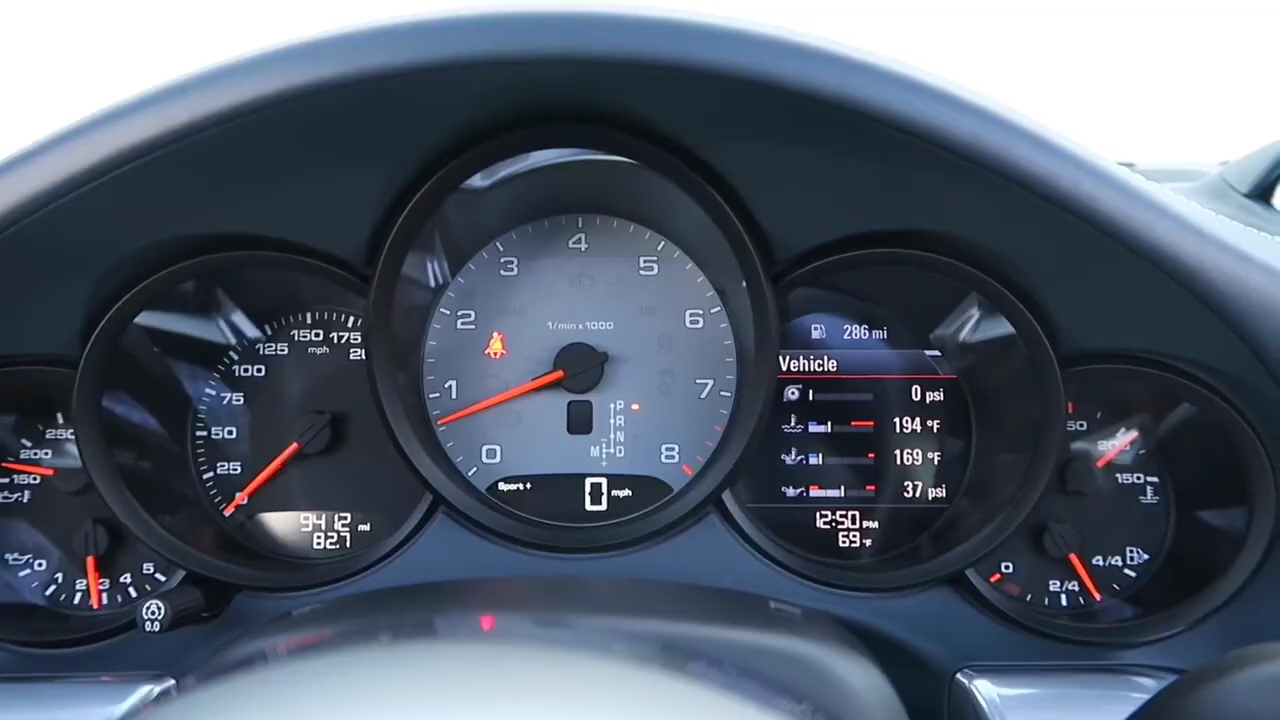 250
200
150
0
1
2
3
4
5
0.0
150
175
125
mph
100
75
50
25
0
9412 mi
82.7
4
3
5
2
6
1/min x 1000
1
7
0
8
P
R
N
M
D
-
+
Sport +
0 mph
286 mi
Vehicle
0 psi
194 °F
169 °F
37 psi
12:50 PM
69 °F
50
200
150
0
2/4
4/4